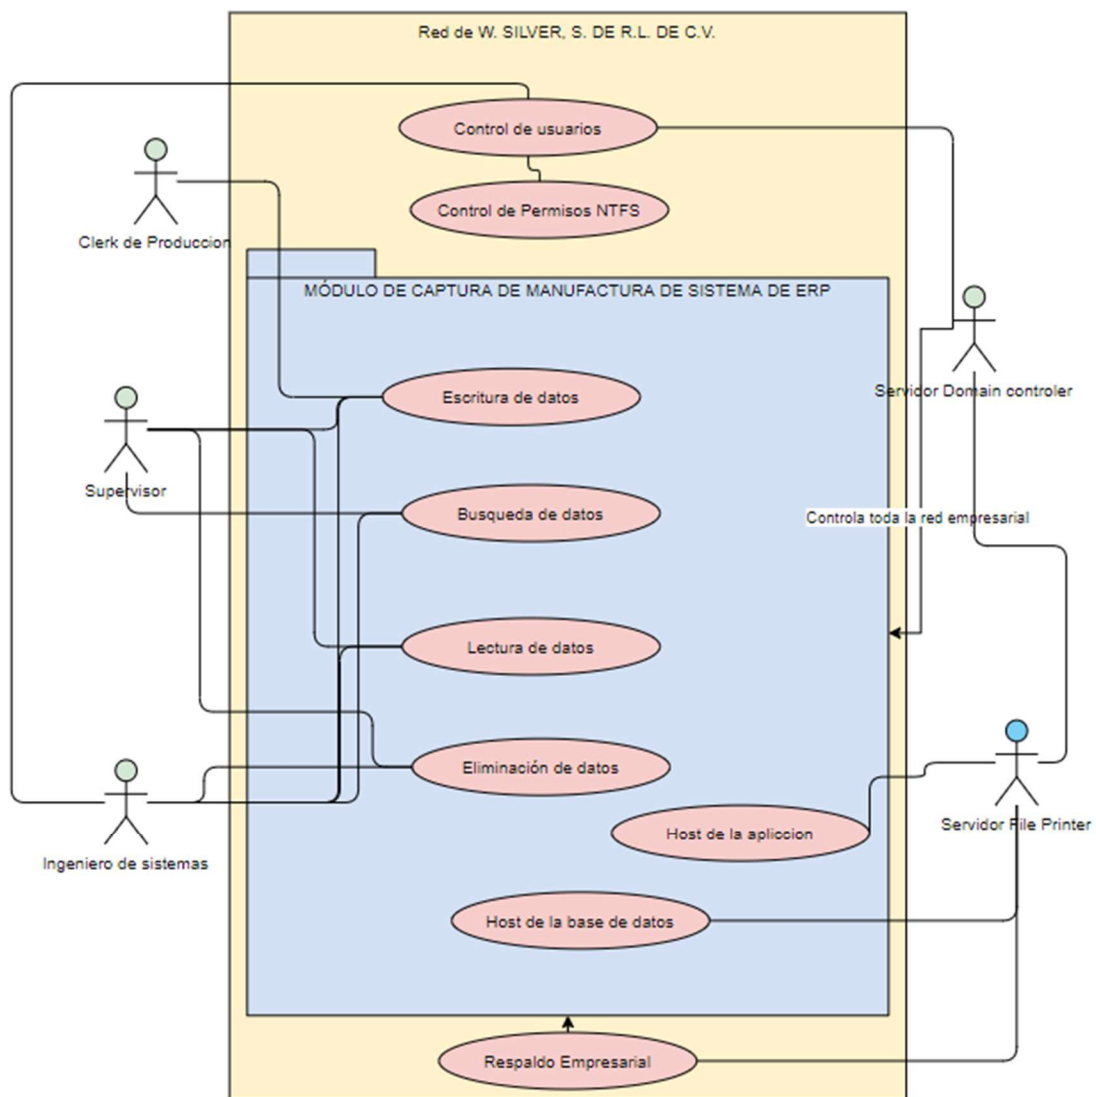 Red de W. SILVER, S. DE R.L. DE C.V.
Control de usuarios
Control de Permisos NTFS
Clerk de Produccion
MÓDULO DE CAPTURA DE MANUFACTURA DE SISTEMA DE ERP
Escritura de datos
Servidor Domain controler
Supervisor
Busqueda de datos
Controla toda la red empresarial
Lectura de datos
Eliminación de datos
Host de la apliccion
Servidor File Printer
Ingeniero de sistemas
Host de la base de datos
Respaldo Empresarial